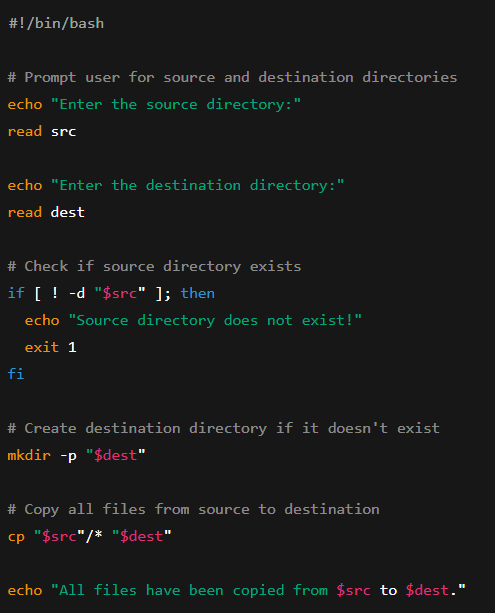 #!/bin/bash
# Prompt user for source and destination directories
echo "Enter the source directory:"
read src
echo "Enter the destination directory:"
read dest
# Check if source directory exists
if [ ! -d "$src" ]; then
  echo "Source directory does not exist!"
  exit 1
fi
# Create destination directory if it doesn't exist
mkdir -p "$dest"
# Copy all files from source to destination
cp "$src"/* "$dest"
echo "All files have been copied from $src to $dest."